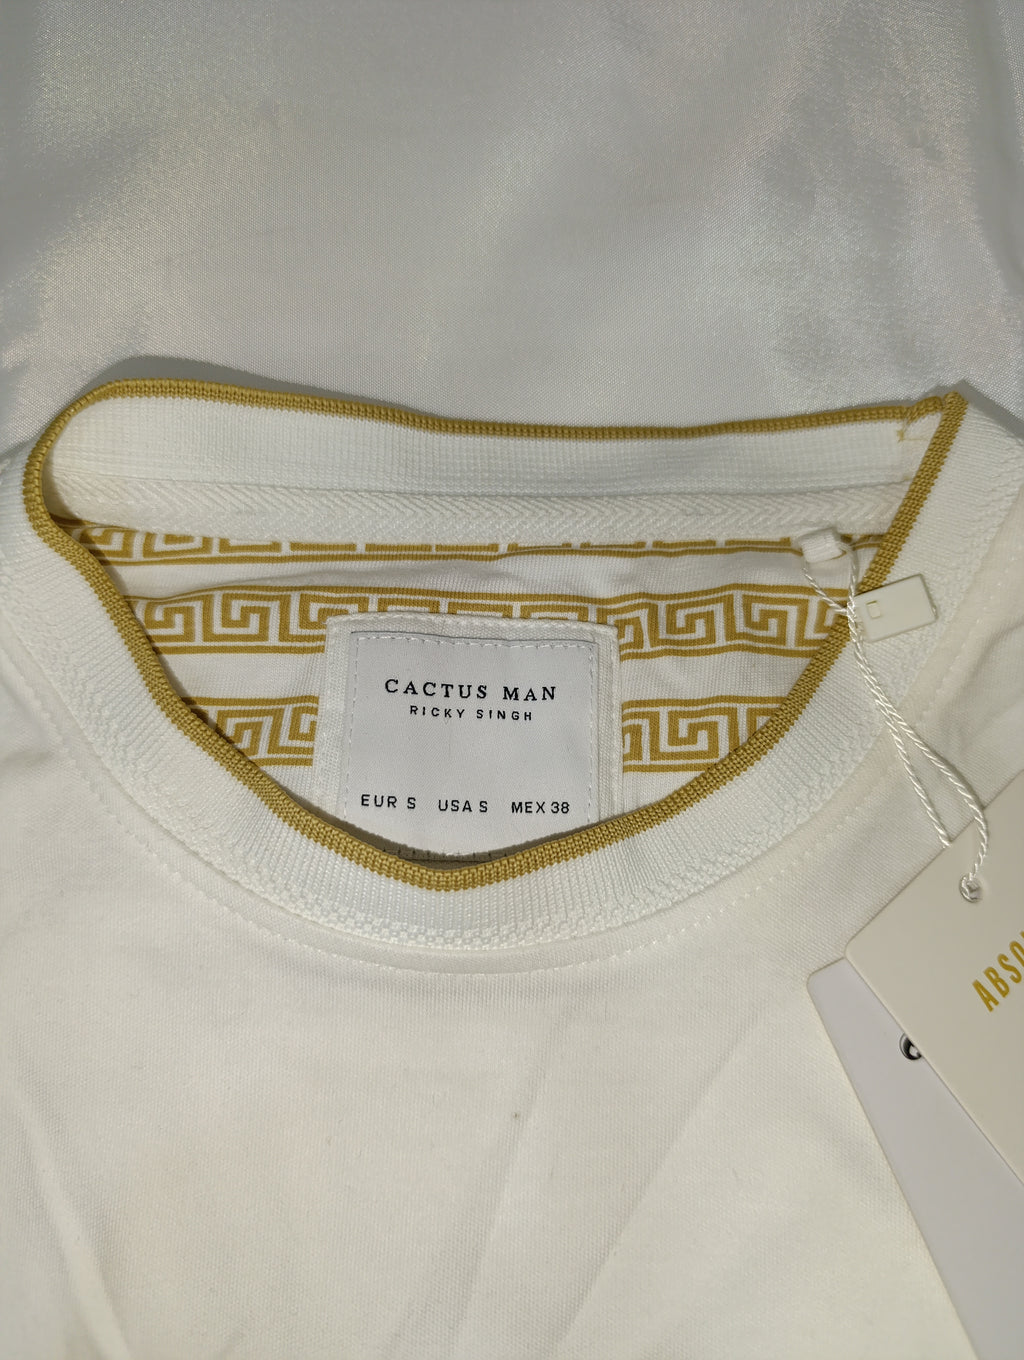 CACTUS MAN
RICKY SINGH
EUR S USA S MEX 38